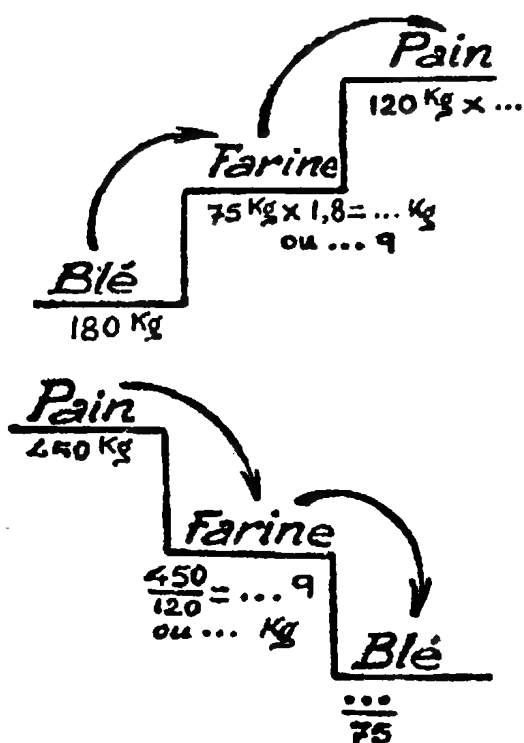 Pain
120 Kg x ...
Farine
75 Kg x 1,8 = ... Kg
ou ... q
Blé
180 Kg
Pain
450 Kg
Farine
450/120 = ... q
ou ... Kg
Blé
.../75